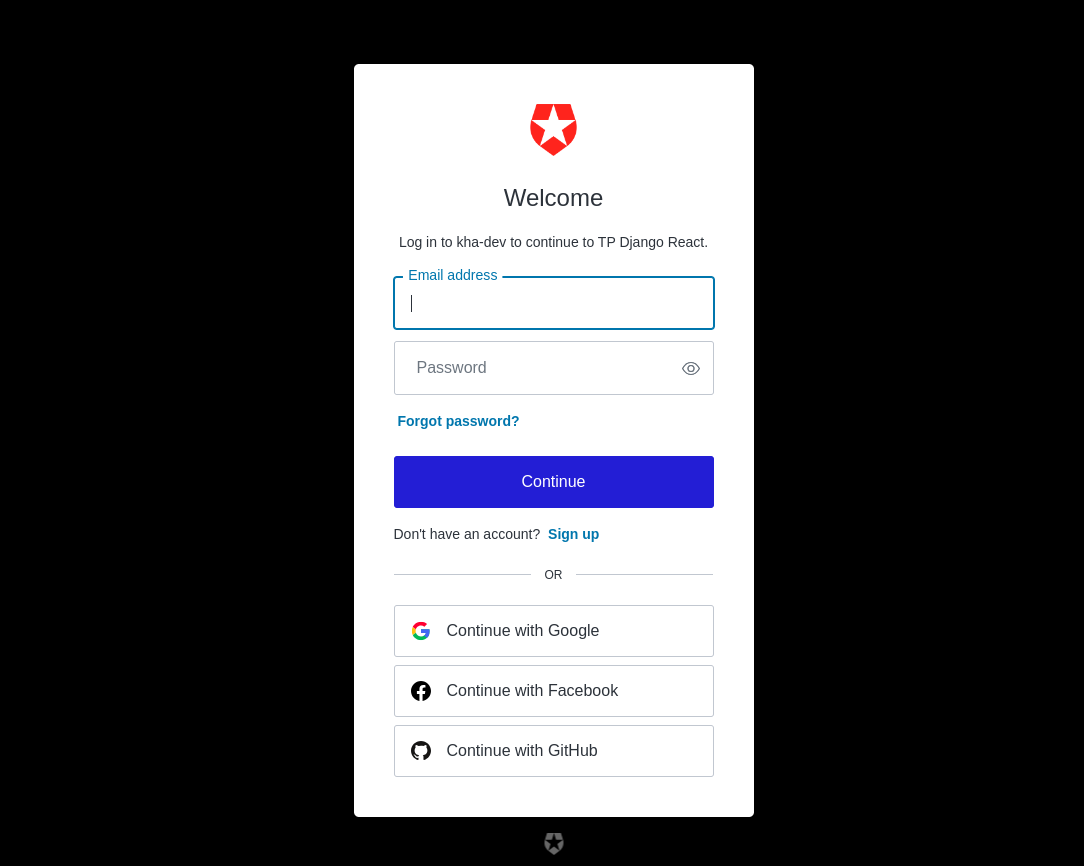 Welcome
Log in to kha-dev to continue to TP Django React.
Email address
Password
Forgot password?
Continue
Don't have an account? Sign up
OR
Continue with Google
Continue with Facebook
Continue with GitHub